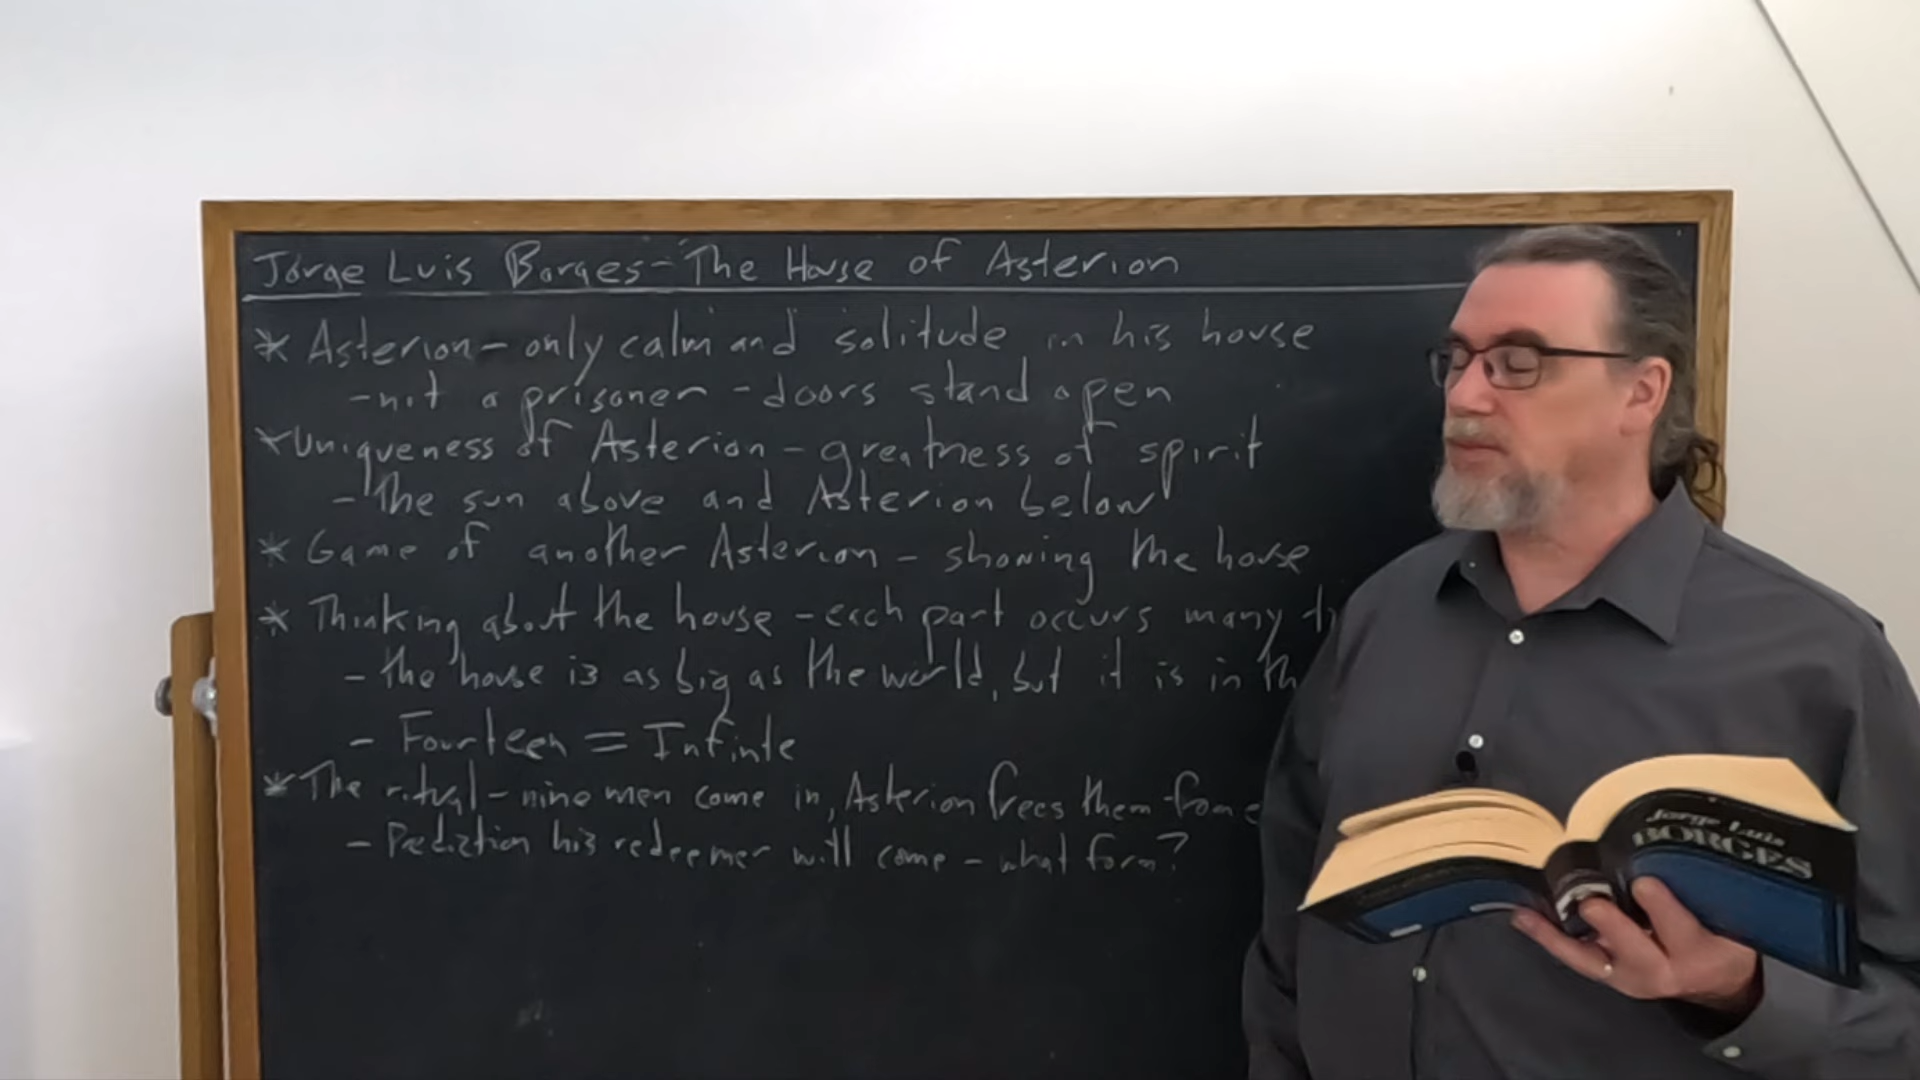 Jorge Luis Borges - The House of Asterion
* Asterion - only calm and solitude in his house
- not a prisoner - doors stand open
* Uniqueness of Asterion - greatness of spirit
- The sun above and Asterion below
* Game of another Asterion - showing the house
* Thinking about the house - each part occurs many
- the house is as big as the world, but it is in th
- Fourteen = Infinite
* The ritual - nine men come in, Asterion frees them from e
- Prediction his redeemer will come - what form?
Jorge Luis
BORGES